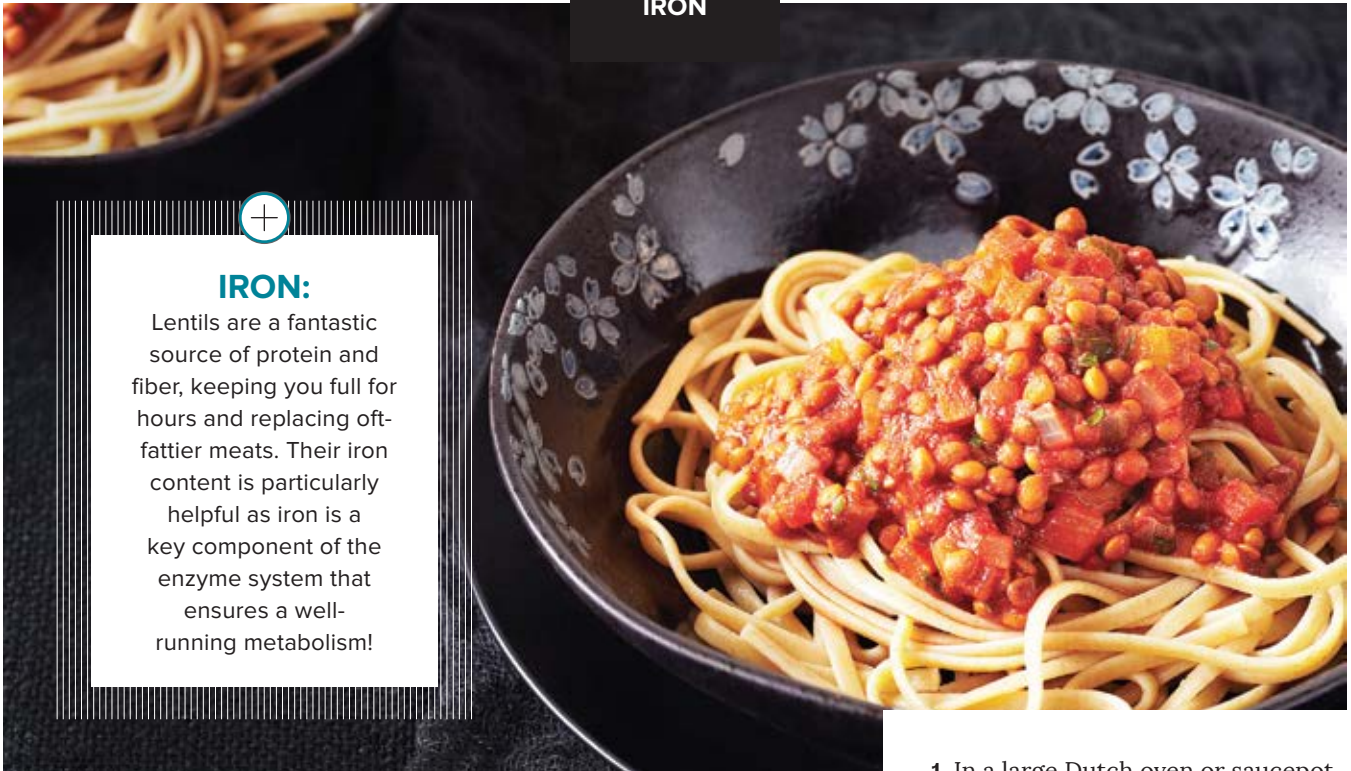 IRON
IRON:
Lentils are a fantastic
source of protein and
fiber, keeping you full for
hours and replacing oft-
fattier meats. Their iron
content is particularly
helpful as iron is a
key component of the
enzyme system that
ensures a well-
running metabolism!
1 In a large Dutch oven or saucepot